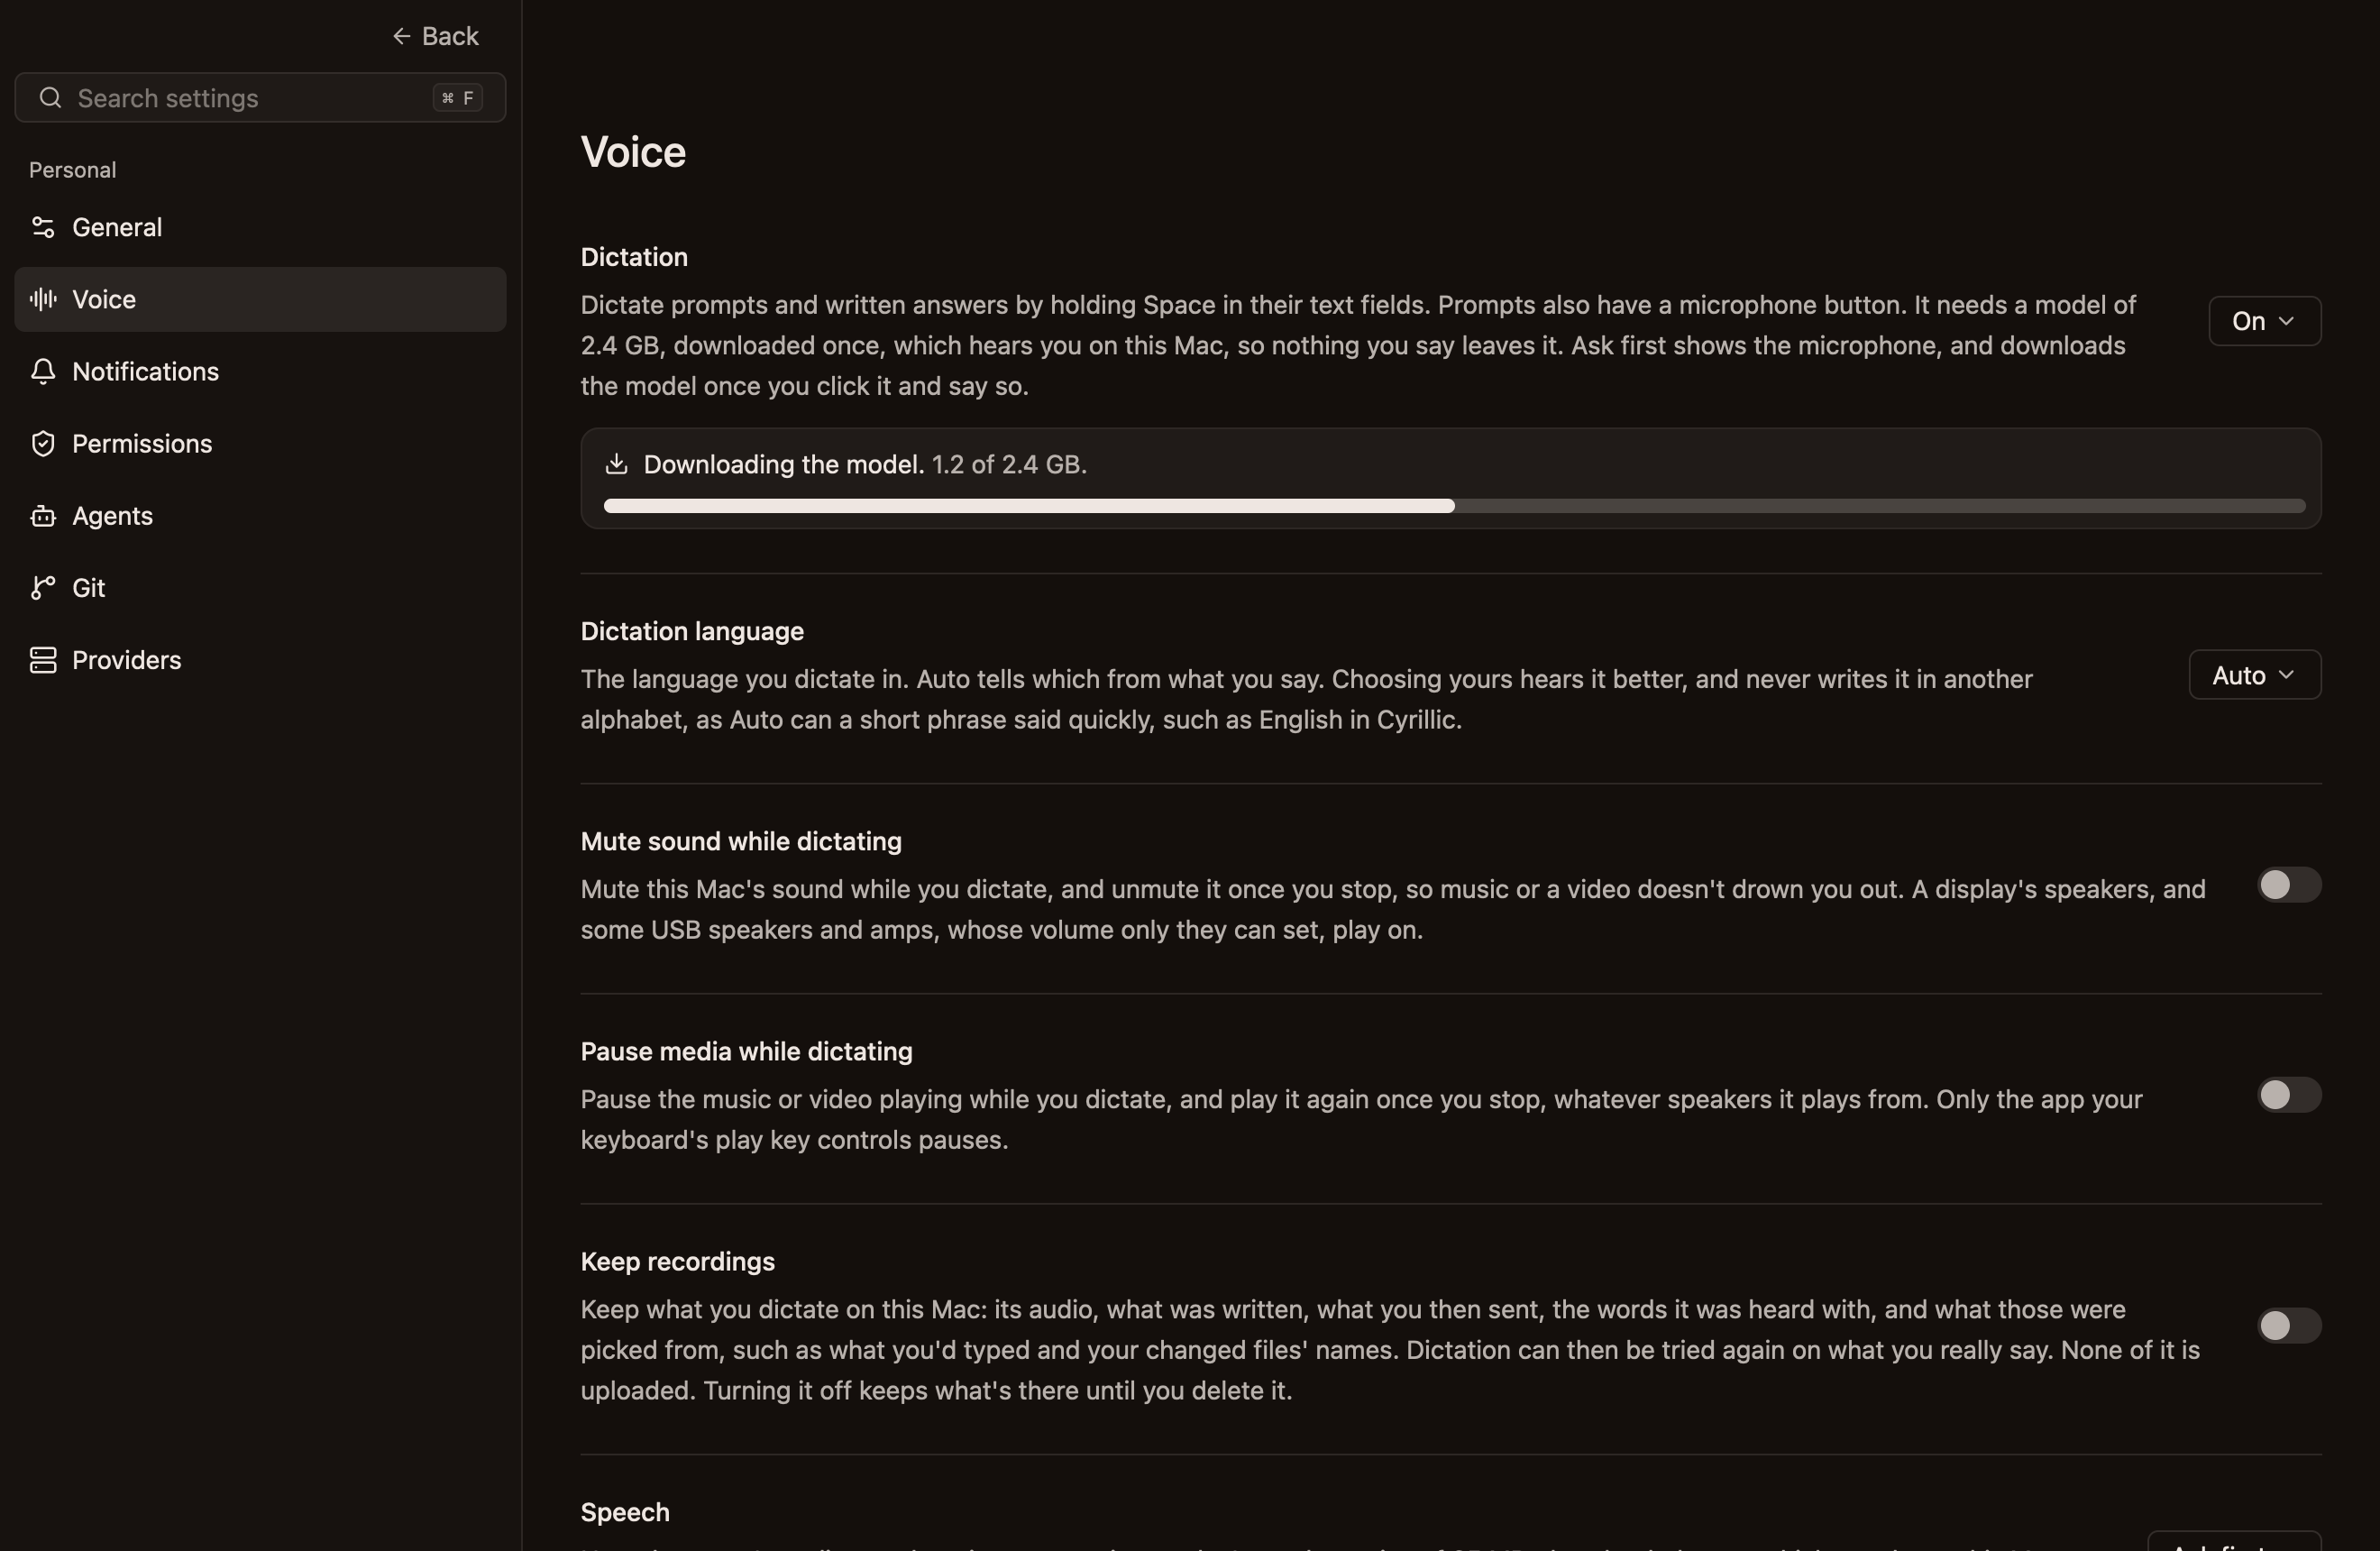 Back
Search settings
⌘ F
Personal
General
Voice
Notifications
Permissions
Agents
Git
Providers
Voice
Dictation
Dictate prompts and written answers by holding Space in their text fields. Prompts also have a microphone button. It needs a model of
2.4 GB, downloaded once, which hears you on this Mac, so nothing you say leaves it. Ask first shows the microphone, and downloads
the model once you click it and say so.
On
Downloading the model. 1.2 of 2.4 GB.
Dictation language
The language you dictate in. Auto tells which from what you say. Choosing yours hears it better, and never writes it in another
alphabet, as Auto can a short phrase said quickly, such as English in Cyrillic.
Auto
Mute sound while dictating
Mute this Mac's sound while you dictate, and unmute it once you stop, so music or a video doesn't drown you out. A display's speakers, and
some USB speakers and amps, whose volume only they can set, play on.
Pause media while dictating
Pause the music or video playing while you dictate, and play it again once you stop, whatever speakers it plays from. Only the app your
keyboard's play key controls pauses.
Keep recordings
Keep what you dictate on this Mac: its audio, what was written, what you then sent, the words it was heard with, and what those were
picked from, such as what you'd typed and your changed files' names. Dictation can then be tried again on what you really say. None of it is
uploaded. Turning it off keeps what's there until you delete it.
Speech